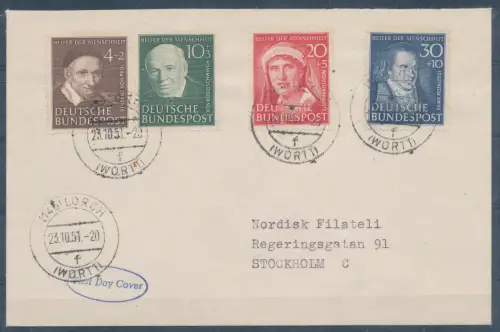 HELFER DER MENSCHHEIT
4+2
DEUTSCHE
BUNDESPOST
HELFER DER MENSCHHEIT
10+3
DEUTSCHE
BUNDESPOST
HELFER DER MENSCHHEIT
20
+5
DEUTSCHE
BUNDESPOST
HELFER DER MENSCHHEIT
30
+10
DEUTSCHE
BUNDESPOST
23.10.51.-20
f
(WÜRTT)
f
(WÜRTT)
f
(WÜRTT)
LORCH
23.10.51.-20
f
(WÜRTT)
First Day Cover
Nordisk Filateli
Regeringsgatan 91
STOCKHOLM C